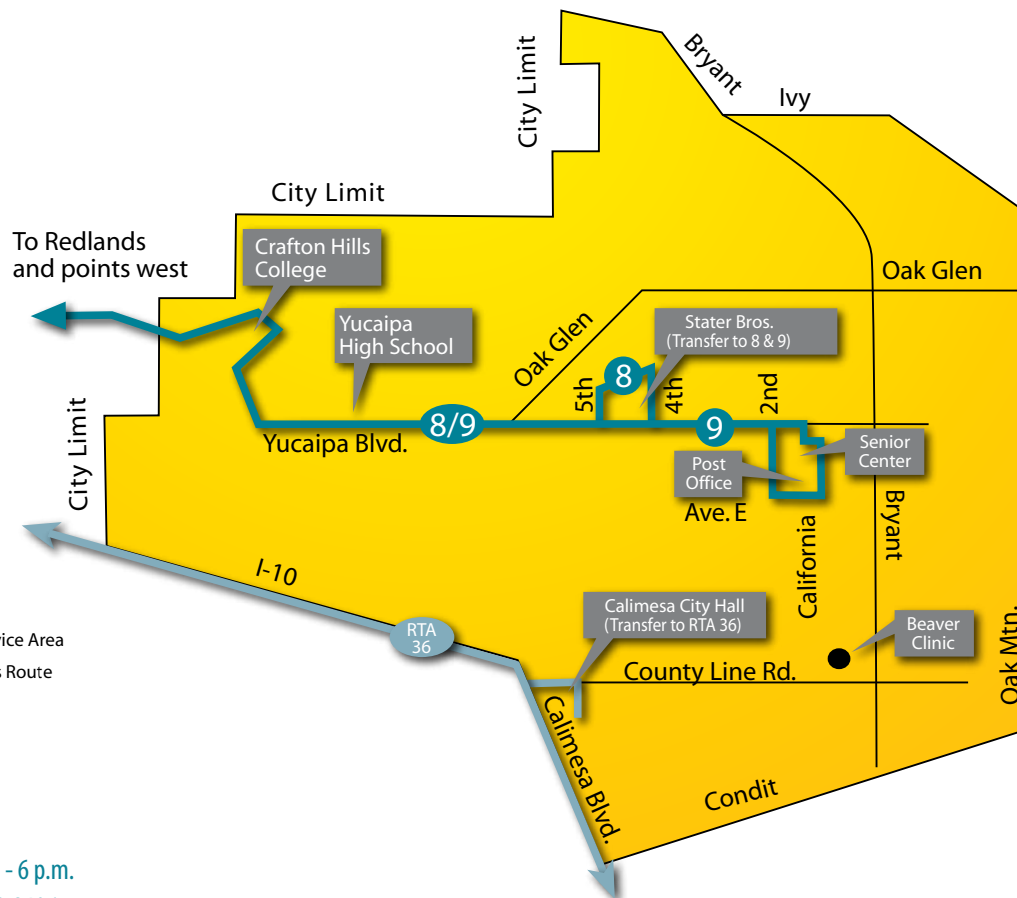 Bryant
Ivy
City Limit
City Limit
To Redlands
and points west
Crafton Hills
College
Oak Glen
Yucaipa
High School
Stater Bros.
(Transfer to 8 & 9)
Oak Glen
8
5th
4th
2nd
8/9
9
Yucaipa Blvd.
Senior
Center
Post
Office
City Limit
Ave. E
Bryant
California
I-10
Calimesa City Hall
(Transfer to RTA 36)
RTA
36
Beaver
Clinic
vice Area
s Route
County Line Rd.
Oak Mtn.
Calimesa Blvd.
Condit
- 6 p.m.